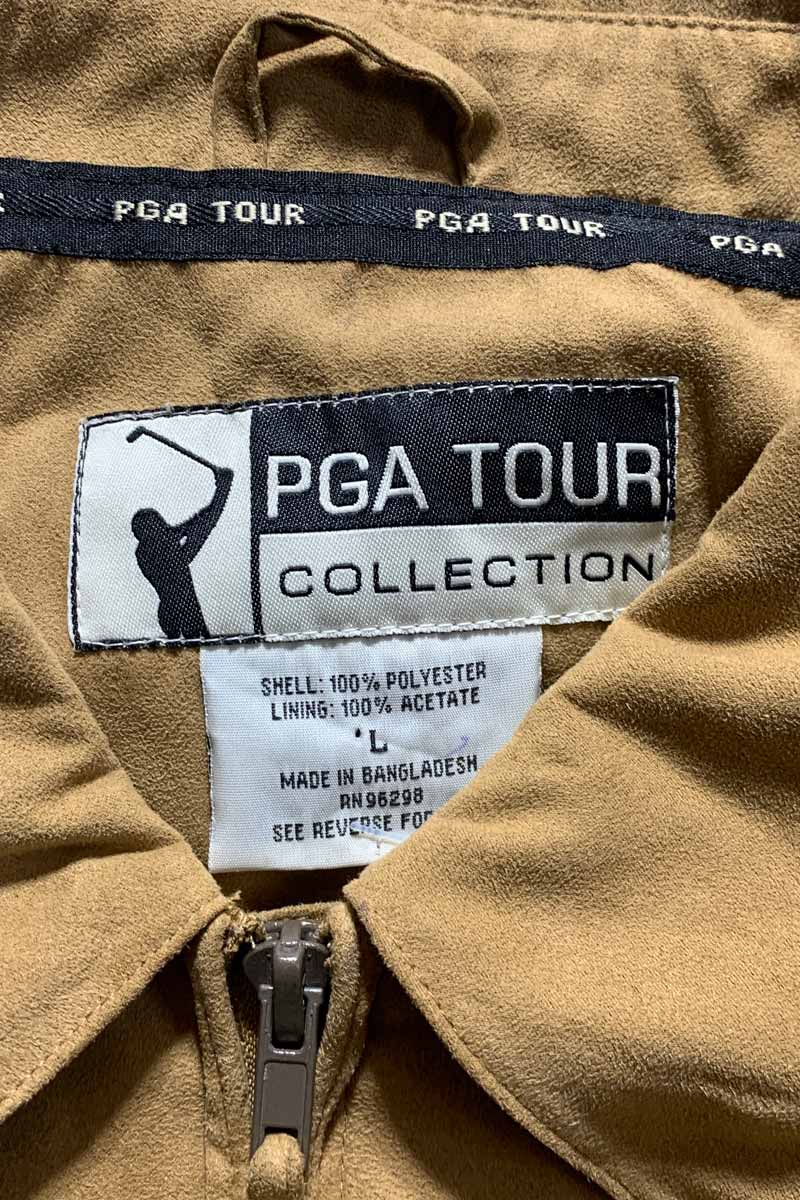 PGA TOUR PGA TOUR PGA
PGA TOUR
COLLECTION
SHELL: 100% POLYESTER
LINING: 100% ACETATE
L
MADE IN BANGLADESH
RN96298
SEE REVERSE